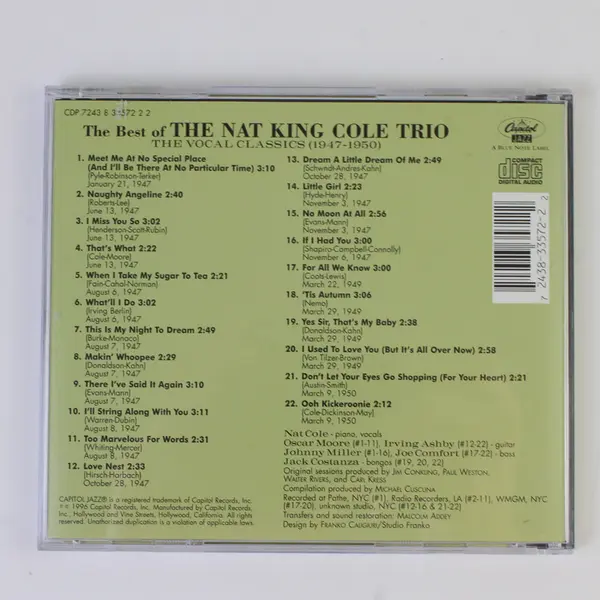 CDP 7243 8 33572 2 2
The Best of THE NAT KING COLE TRIO
THE VOCAL CLASSICS (1947-1950)
Capitol
JAZZ
A BLUE NOTE LABEL
COMPACT
disc
DIGITAL AUDIO
7 2438-33572-2 2
1. Meet Me At No Special Place
(And I'll Be There At No Particular Time) 3:10
(Pyle-Robinson-Terker)
January 21, 1947
2. Naughty Angeline 2:40
(Roberts-Lee)
June 13, 1947
3. I Miss You So 3:02
(Henderson-Scott-Rubin)
June 13, 1947
4. That's What 2:22
(Cole-Moore)
June 13, 1947
5. When I Take My Sugar To Tea 2:21
(Fain-Cahal-Norman)
August 6, 1947
6. What'll I Do 3:02
(Irving Berlin)
August 6, 1947
7. This Is My Night To Dream 2:49
(Burke-Monaco)
August 7, 1947
8. Makin' Whoopee 2:29
(Donaldson-Kahn)
August 7, 1947
9. There I've Said It Again 3:10
(Evans-Mann)
August 7, 1947
10. I'll String Along With You 3:11
(Warren-Dubin)
August 8, 1947
11. Too Marvelous For Words 2:31
(Whiting-Mercer)
August 8, 1947
12. Love Nest 2:33
(Hirsch-Harbach)
October 28, 1947
13. Dream A Little Dream Of Me 2:49
(Schwndt-Andres-Kahn)
October 28, 1947
14. Little Girl 2:23
(Hyde-Henry)
November 3, 1947
15. No Moon At All 2:56
(Evans-Mann)
November 3, 1947
16. If I Had You 3:00
(Shapiro-Campbell-Connolly)
November 6, 1947
17. For All We Know 3:00
(Coots-Lewis)
March 22, 1949
18. 'Tis Autumn 3:06
(Nemo)
March 29, 1949
19. Yes Sir, That's My Baby 2:38
(Donaldson-Kahn)
March 29, 1949
20. I Used To Love You (But It's All Over Now) 2:58
(Von Tilzer-Brown)
March 29, 1949
21. Don't Let Your Eyes Go Shopping (For Your Heart) 2:21
(Austin-Smith)
March 9, 1950
22. Ooh Kickeroonie 2:12
(Cole-Dickinson-May)
March 9, 1950
Nat Cole - piano, vocals
Oscar Moore (#1-11), Irving Ashby (#12-22) - guitar
Johnny Miller (#1-16), Joe Comfort (#17-22) - bass
Jack Costanza - bongos (#19, 20, 22)
Original sessions produced by JIM CONKLING, PAUL WESTON,
WALTER RIVERS, and CARL KRESS
Compilation produced by MICHAEL CUSCUNA
Recorded at Pathe, NYC (#1), Radio Recorders, LA (#2-11), WMGM, NYC
(#17-20), unknown studio, NYC (#12-16 & 21-22)
Transfers and sound restoration: MALCOLM ADDEY
Design by FRANKO CALIGIURI/Studio Franko
CAPITOL JAZZ® is a registered trademark of Capitol Records, Inc.
℗ © 1996 Capitol Records, Inc. Manufactured by Capitol Records,
Inc., Hollywood and Vine Streets, Hollywood, California. All rights
reserved. Unauthorized duplication is a violation of applicable laws.